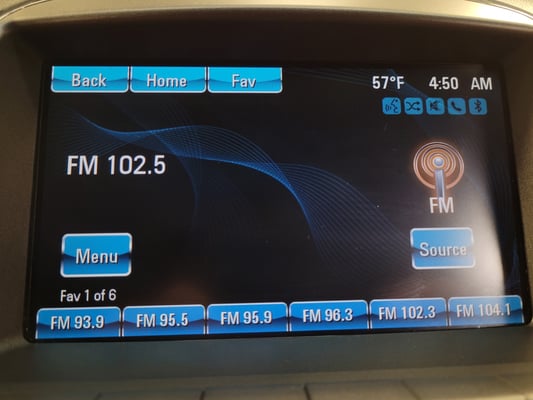 Back Home Fav 57°F 4:50 AM
FM 102.5
FM
Menu Source
Fav 1 of 6
FM 93.9 FM 95.5 FM 95.9 FM 96.3 FM 102.3 FM 104.1